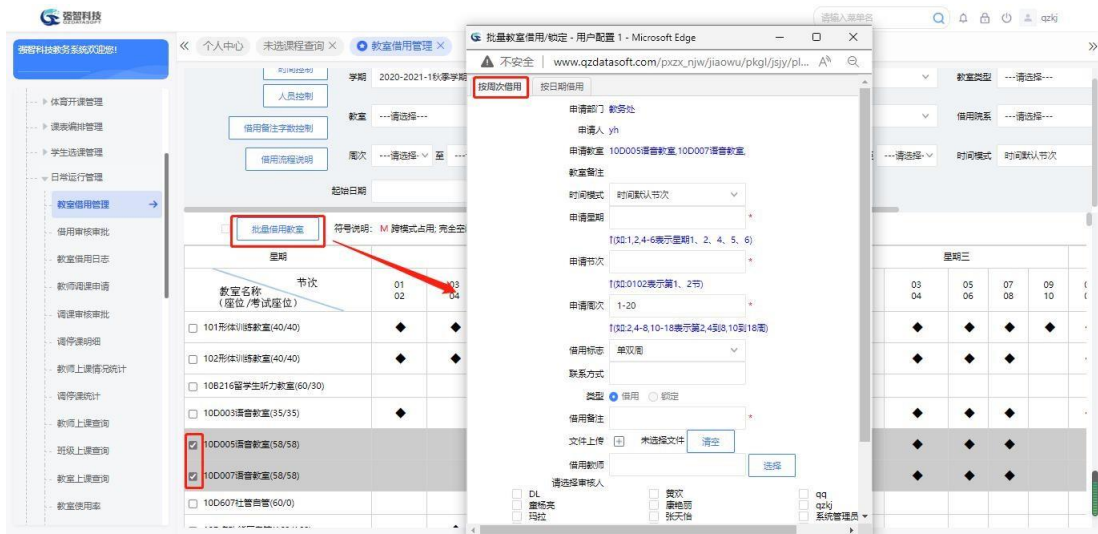 强智科技
QZDATASOFT
请输入菜单名
qzkj
强智科技教务系统欢迎您!
个人中心
未选课程查询 ×
教室借用管理 ×
体育开课管理
课表编排管理
学生选课管理
日常运行管理
教室借用管理
借用审核审批
教室借用日志
教师调课申请
调课审核审批
调停课明细
教师上课情况统计
调停课统计
教师上课查询
班级上课查询
教室上课查询
教室使用率
时间控制
人员控制
借用备注字数控制
借用流程说明
学期 2020-2021-1秋季学期
教室 ---请选择---
周次 ---请选择- 至
起始日期
教室类型 ---请选择---
借用院系 ---请选择---
---请选择- 时间模式 时间默认节次
批量借用教室
符号说明: M 跨模式占用; 完全空
星期
星期三
节次
教室名称
(座位/考试座位)
01 02
03 04
03 04
05 06
07 08
09 10
101形体训练教室(40/40)
102形体训练教室(40/40)
10B216留学生听力教室(60/30)
10D003语音教室(35/35)
10D005语音教室(58/58)
10D007语音教室(58/58)
10D607社管自管(60/0)
批量教室借用/锁定 - 用户配置 1 - Microsoft Edge
不安全 | www.qzdatasoft.com/pxzx_njw/jiaowu/pkgl/jsjy/pl...
按周次借用
按日期借用
申请部门 教务处
申请人 yh
申请教室 10D005语音教室,10D007语音教室,
教室备注
时间模式 时间默认节次
申请星期 *
↑(如:1,2,4-6表示星期1、2、4、5、6)
申请节次 *
↑(如:0102表示第1、2节)
申请周次 1-20 *
↑(如:2,4-8,10-18表示第2,4到8,10到18周)
借用标志 单双周
联系方式
类型 借用 锁定
借用备注 *
文件上传 未选择文件 清空
借用教师 选择
请选择审核人
DL 黄欢 qq
童杨亮 康艳丽 qzkj
玛拉 张天怡 系统管理员